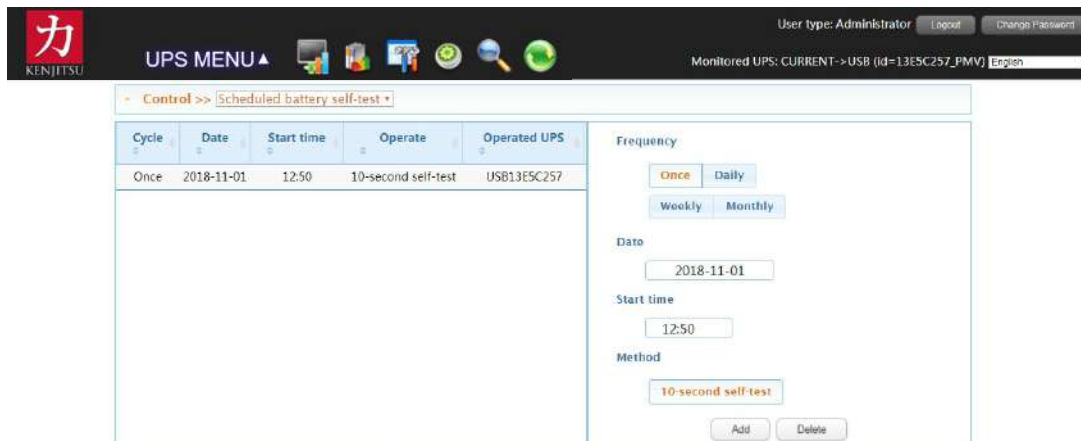 User type: Administrator Logout Change Password
力
KENJITSU
UPS MENU▲
Monitored UPS: CURRENT->USB (id=13E5C257_PMV) English
- Control >> Scheduled battery self-test
Cycle Date Start time Operate Operated UPS
Once 2018-11-01 12:50 10-second self-test USB13E5C257
Frequency
Once Daily
Weekly Monthly
Date
2018-11-01
Start time
12:50
Method
10-second self-test
Add Delete